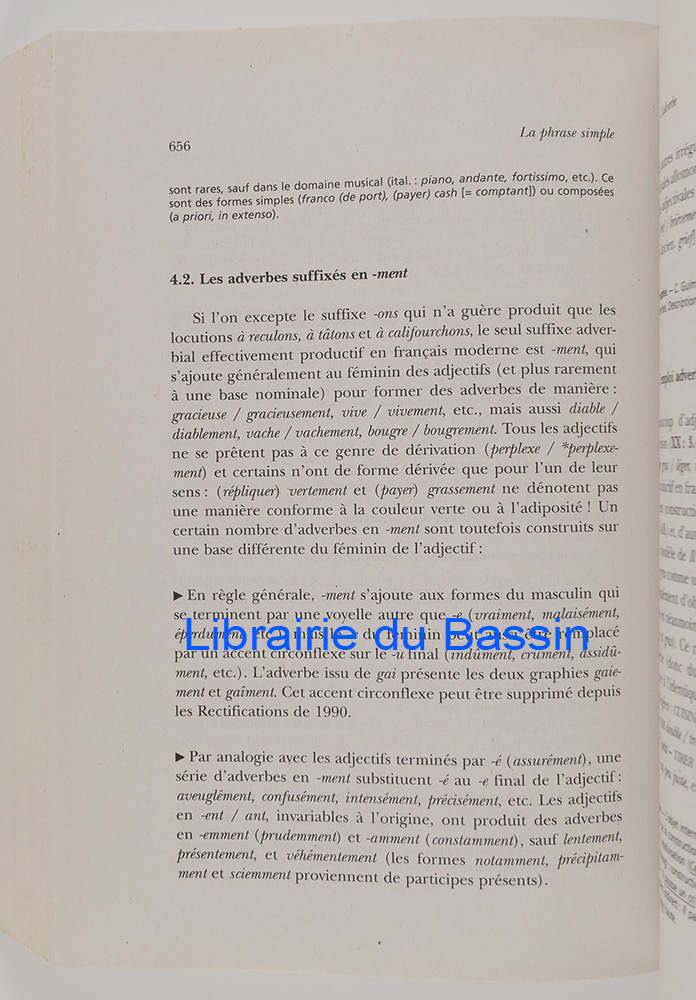 656
La phrase simple
sont rares, sauf dans le domaine musical (ital. : piano, andante, fortissimo, etc.). Ce
sont des formes simples (franco (de port), (payer) cash [= comptant]) ou composées
(a priori, in extenso).
4.2. Les adverbes suffixés en -ment
Si l'on excepte le suffixe -ons qui n'a guère produit que les
locutions à reculons, à tâtons et à califourchons, le seul suffixe adver-
bial effectivement productif en français moderne est -ment, qui
s'ajoute généralement au féminin des adjectifs (et plus rarement
à une base nominale) pour former des adverbes de manière :
gracieuse / gracieusement, vive / vivement, etc., mais aussi diable /
diablement, vache / vachement, bougre / bougrement. Tous les adjectifs
ne se prêtent pas à ce genre de dérivation (perplexe / *perplexe-
ment) et certains n'ont de forme dérivée que pour l'un de leur
sens : (répliquer) vertement et (payer) grassement ne dénotent pas
une manière conforme à la couleur verte ou à l'adiposité ! Un
certain nombre d'adverbes en -ment sont toutefois construits sur
une base différente du féminin de l'adjectif :
► En règle générale, -ment s'ajoute aux formes du masculin qui
se terminent par une voyelle autre que -e (vraiment, malaisément,
éperdument, etc.) mais le du féminin peut aussi être remplacé
Librairie du Bassin
par un accent circonflexe sur le -u final (indûment, crûment, assidû-
ment, etc.). L'adverbe issu de gai présente les deux graphies gaie-
ment et gaîment. Cet accent circonflexe peut être supprimé depuis
les Rectifications de 1990.
► Par analogie avec les adjectifs terminés par -é (assurément), une
série d'adverbes en -ment substituent -é au -e final de l'adjectif :
aveuglément, confusément, intensément, précisément, etc. Les adjectifs
en -ent / ant, invariables à l'origine, ont produit des adverbes
en -emment (prudemment) et -amment (constamment), sauf lentement,
présentement, et véhémentement (les formes notamment, précipitam-
ment et sciemment proviennent de participes présents).